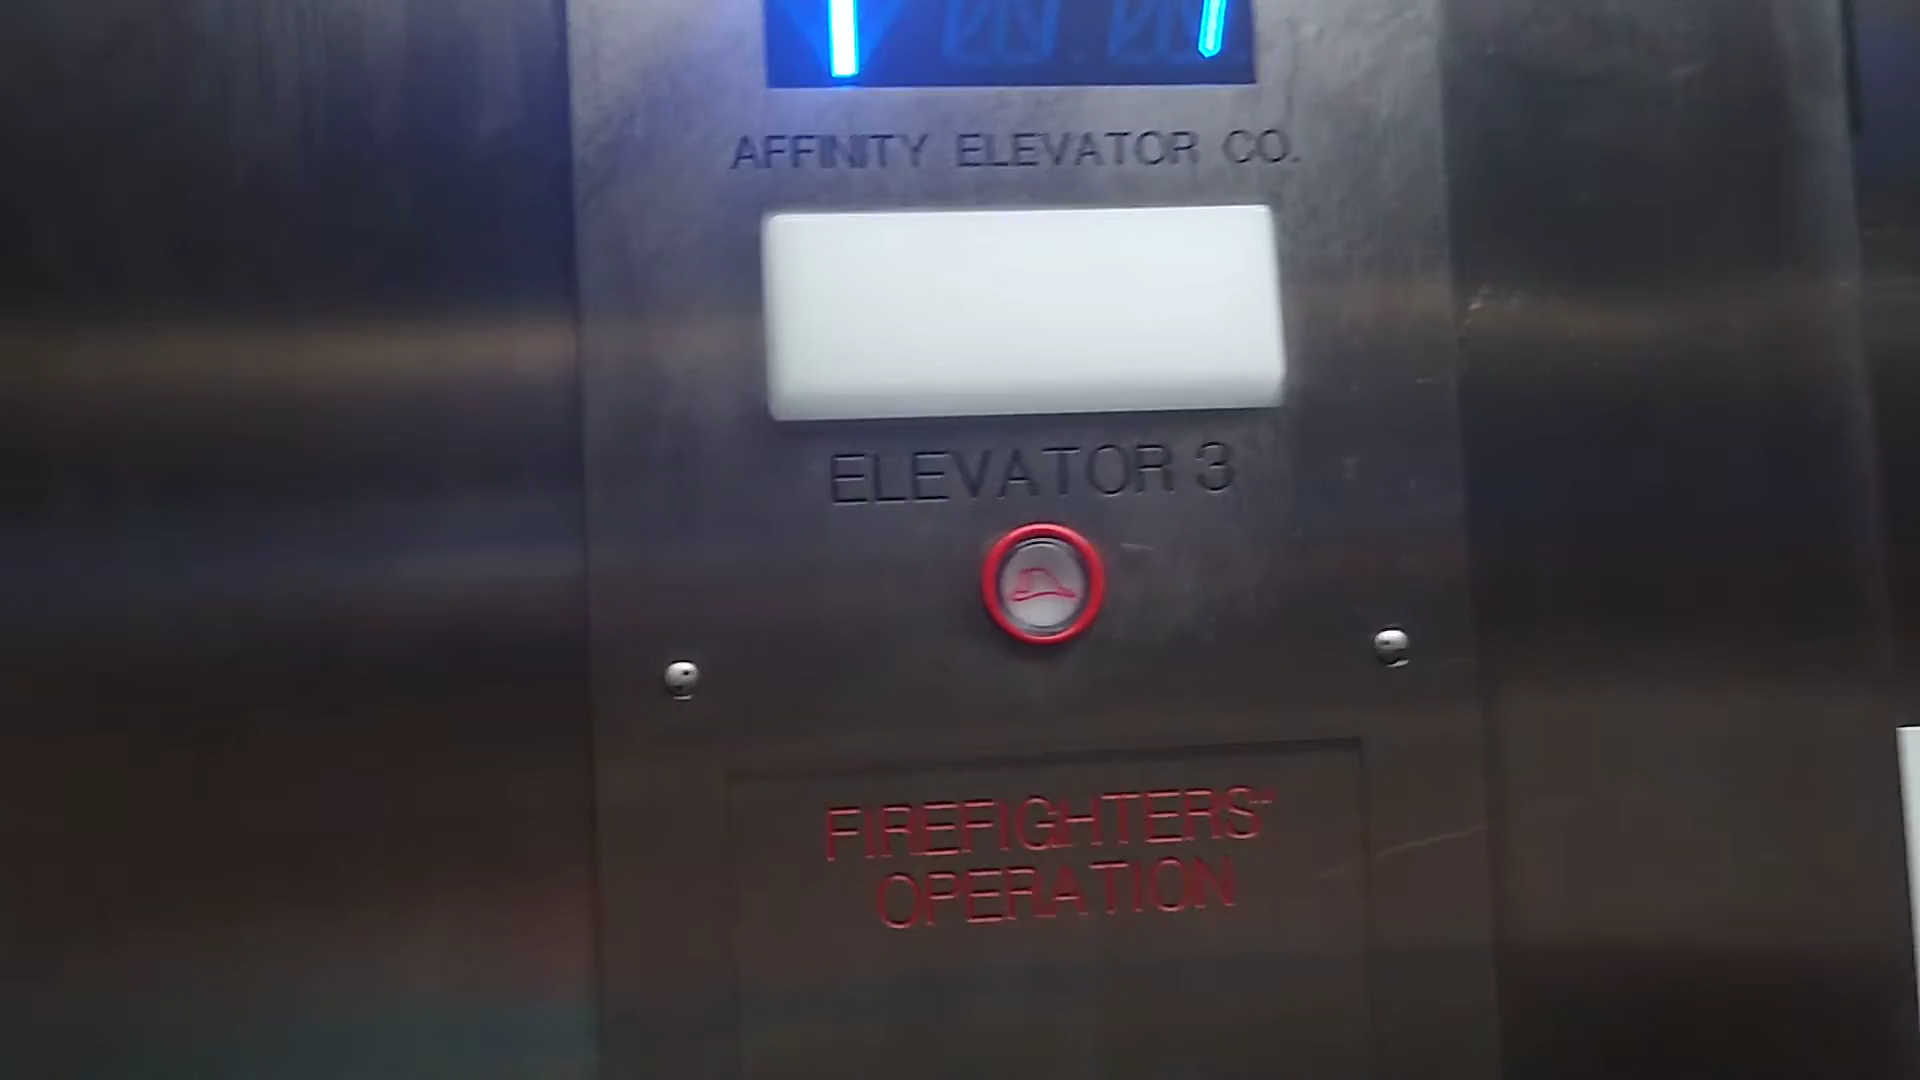 AFFINITY ELEVATOR CO.
ELEVATOR 3
FIREFIGHTERS'
OPERATION